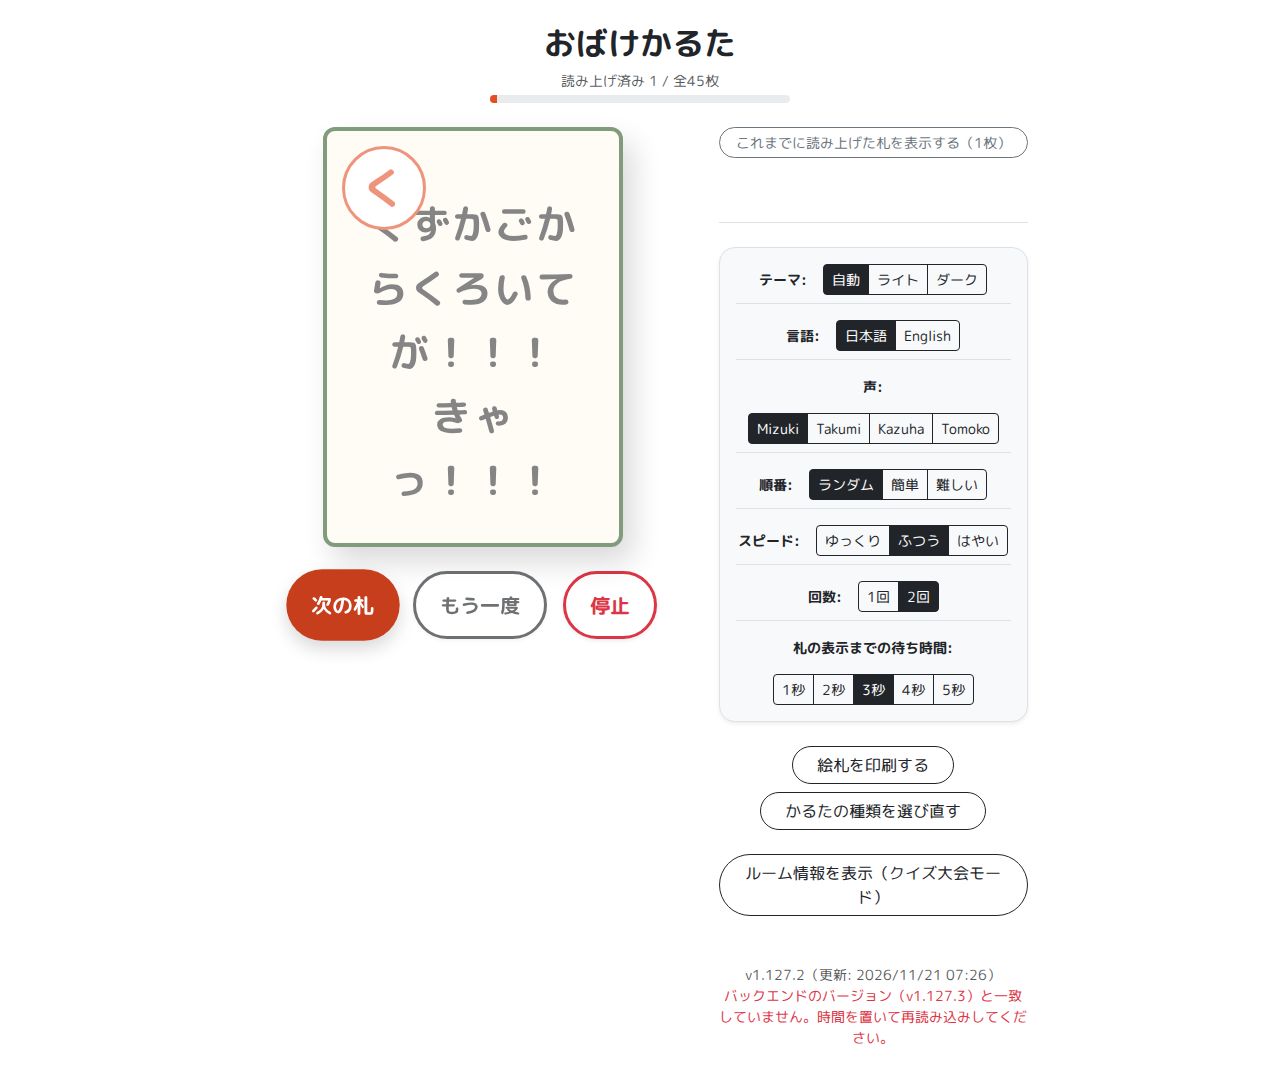 おばけかるた
読み上げ済み 1 / 全45枚
く
くずかごか
らくろいて
が！！！
きゃ
っ！！！
次の札
もう一度
停止
これまでに読み上げた札を表示する（1枚）
テーマ: 自動 ライト ダーク
言語: 日本語 English
声:
Mizuki Takumi Kazuha Tomoko
順番: ランダム 簡単 難しい
スピード: ゆっくり ふつう はやい
回数: 1回 2回
札の表示までの待ち時間:
1秒 2秒 3秒 4秒 5秒
絵札を印刷する
かるたの種類を選び直す
ルーム情報を表示（クイズ大会モー
ド）
v1.127.2（更新: 2026/11/21 07:26）
バックエンドのバージョン（v1.127.3）と一致
していません。時間を置いて再読み込みしてくだ
さい。